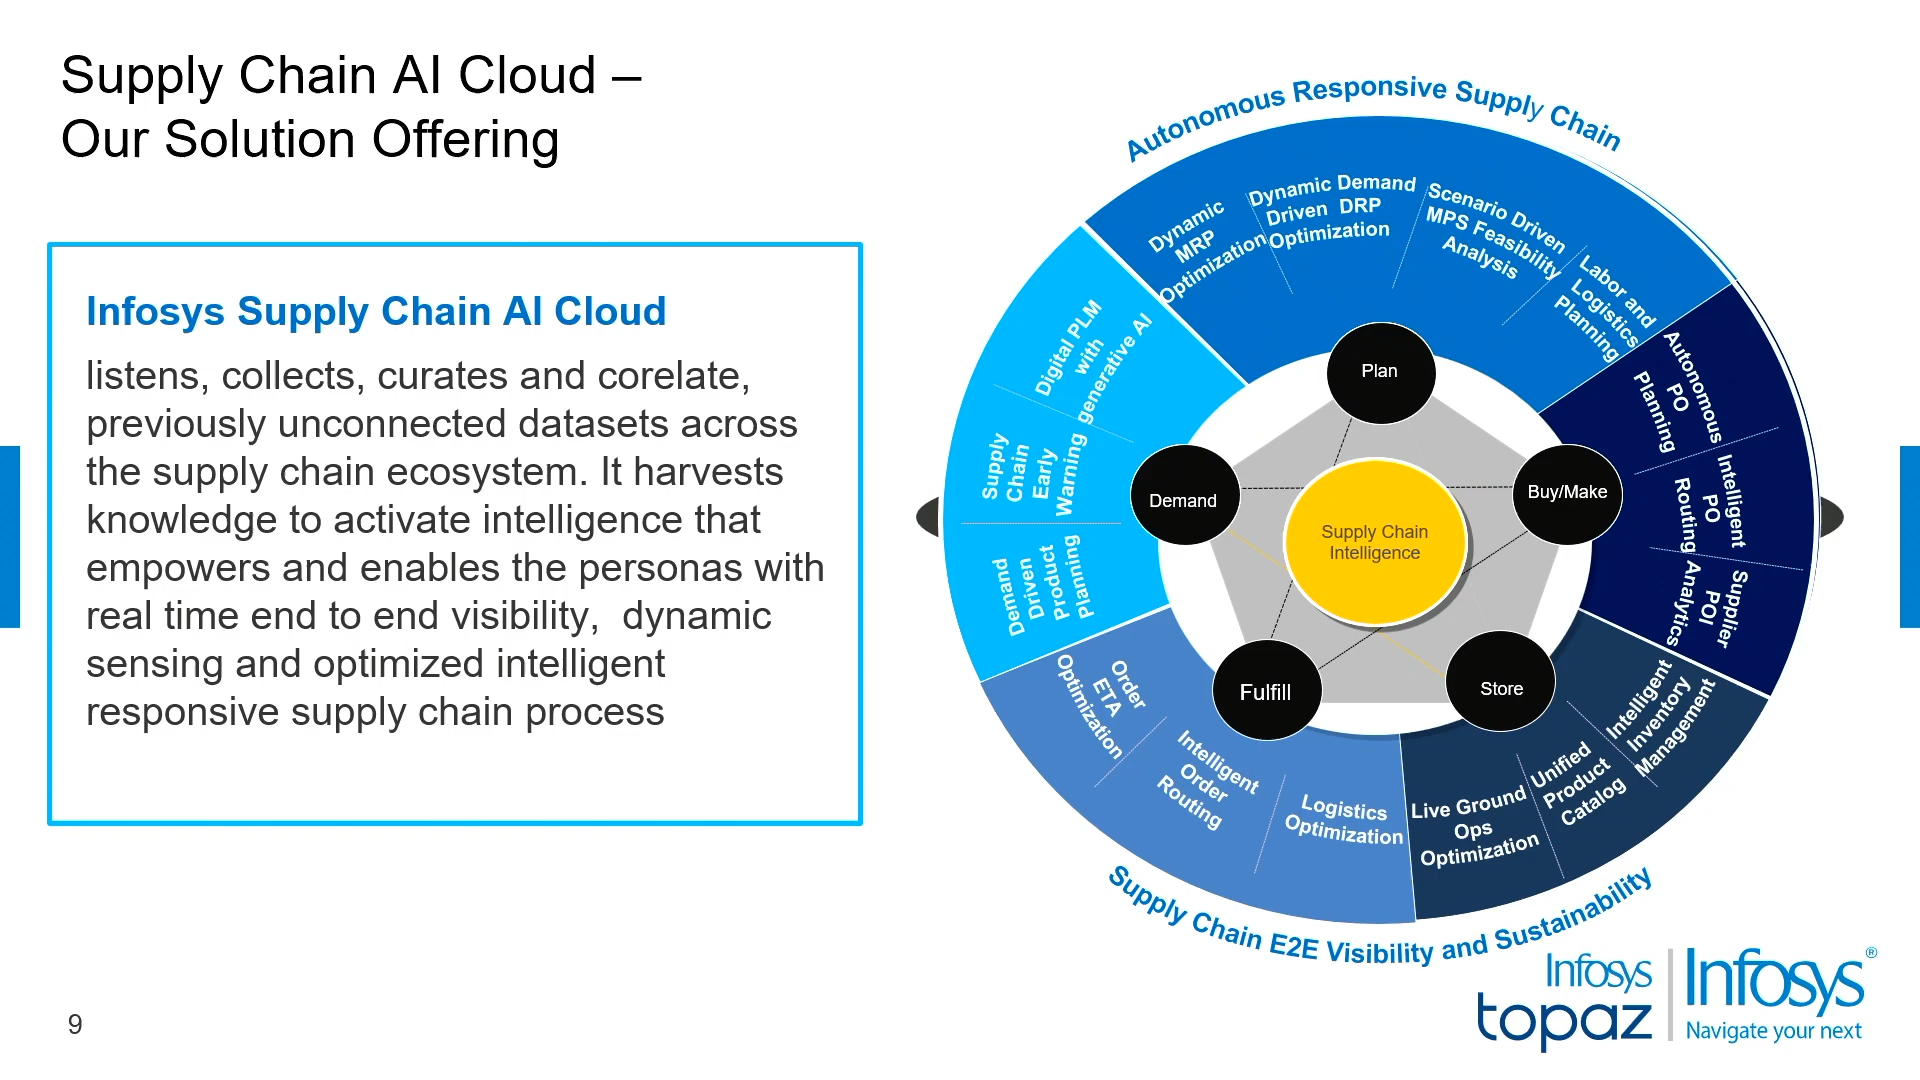 Supply Chain AI Cloud –
Our Solution Offering
Infosys Supply Chain AI Cloud
listens, collects, curates and corelate,
previously unconnected datasets across
the supply chain ecosystem. It harvests
knowledge to activate intelligence that
empowers and enables the personas with
real time end to end visibility,  dynamic
sensing and optimized intelligent
responsive supply chain process
Autonomous Responsive Supply Chain
Dynamic
MRP
Optimization
Dynamic Demand
Driven  DRP
Optimization
Scenario Driven
MPS Feasibility
Analysis
Labor and
Logistics
Planning
Autonomous
PO
Planning
Intelligent
PO
Routing
Supplier
POI
Analytics
Intelligent
Inventory
Management
Unified
Product
Catalog
Live Ground
Ops
Optimization
Logistics
Optimization
Intelligent
Order
Routing
Order
ETA
Optimization
Demand
Driven
Product
Planning
Supply
Chain
Early
Warning
Digital PLM
with
generative AI
Plan
Buy/Make
Store
Fulfill
Demand
Supply Chain
Intelligence
Supply Chain E2E Visibility and Sustainability
Infosys
topaz
Infosys®
Navigate your next
9